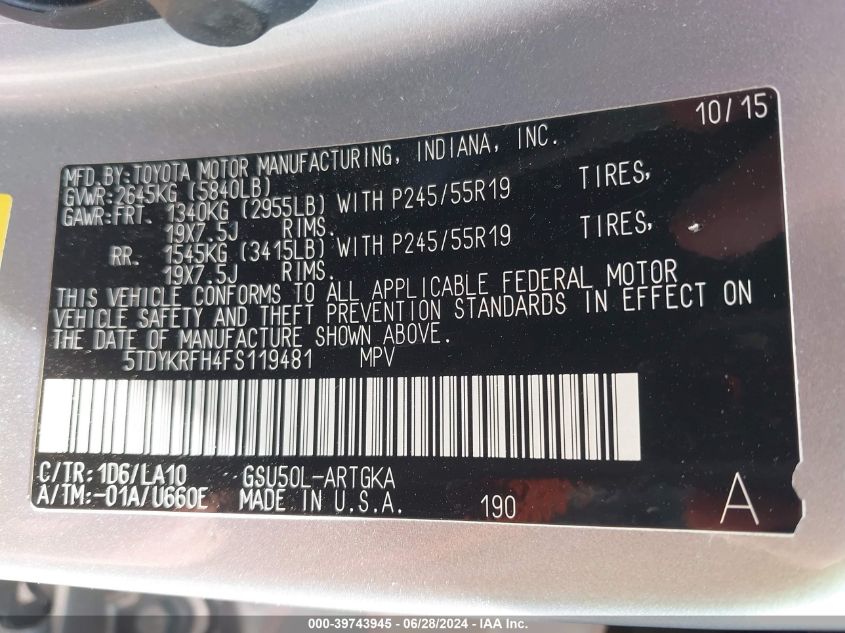 10/15
MFD.BY:TOYOTA MOTOR MANUFACTURING, INDIANA, INC.
GVWR:2645KG (5840LB)
GAWR:FRT. 1340KG (2955LB) WITH P245/55R19 TIRES,
19X7.5J RIMS.
RR. 1545KG (3415LB) WITH P245/55R19 TIRES,
19X7.5J RIMS.
THIS VEHICLE CONFORMS TO ALL APPLICABLE FEDERAL MOTOR
VEHICLE SAFETY AND THEFT PREVENTION STANDARDS IN EFFECT ON
THE DATE OF MANUFACTURE SHOWN ABOVE.
5TDYKRFH4FS119481 MPV
C/TR:1D6/LA10 GSU50L-ARTGKA
A/TM:-01A/U660E MADE IN U.S.A. 190 A
000-39743945 - 06/28/2024 - IAA Inc.